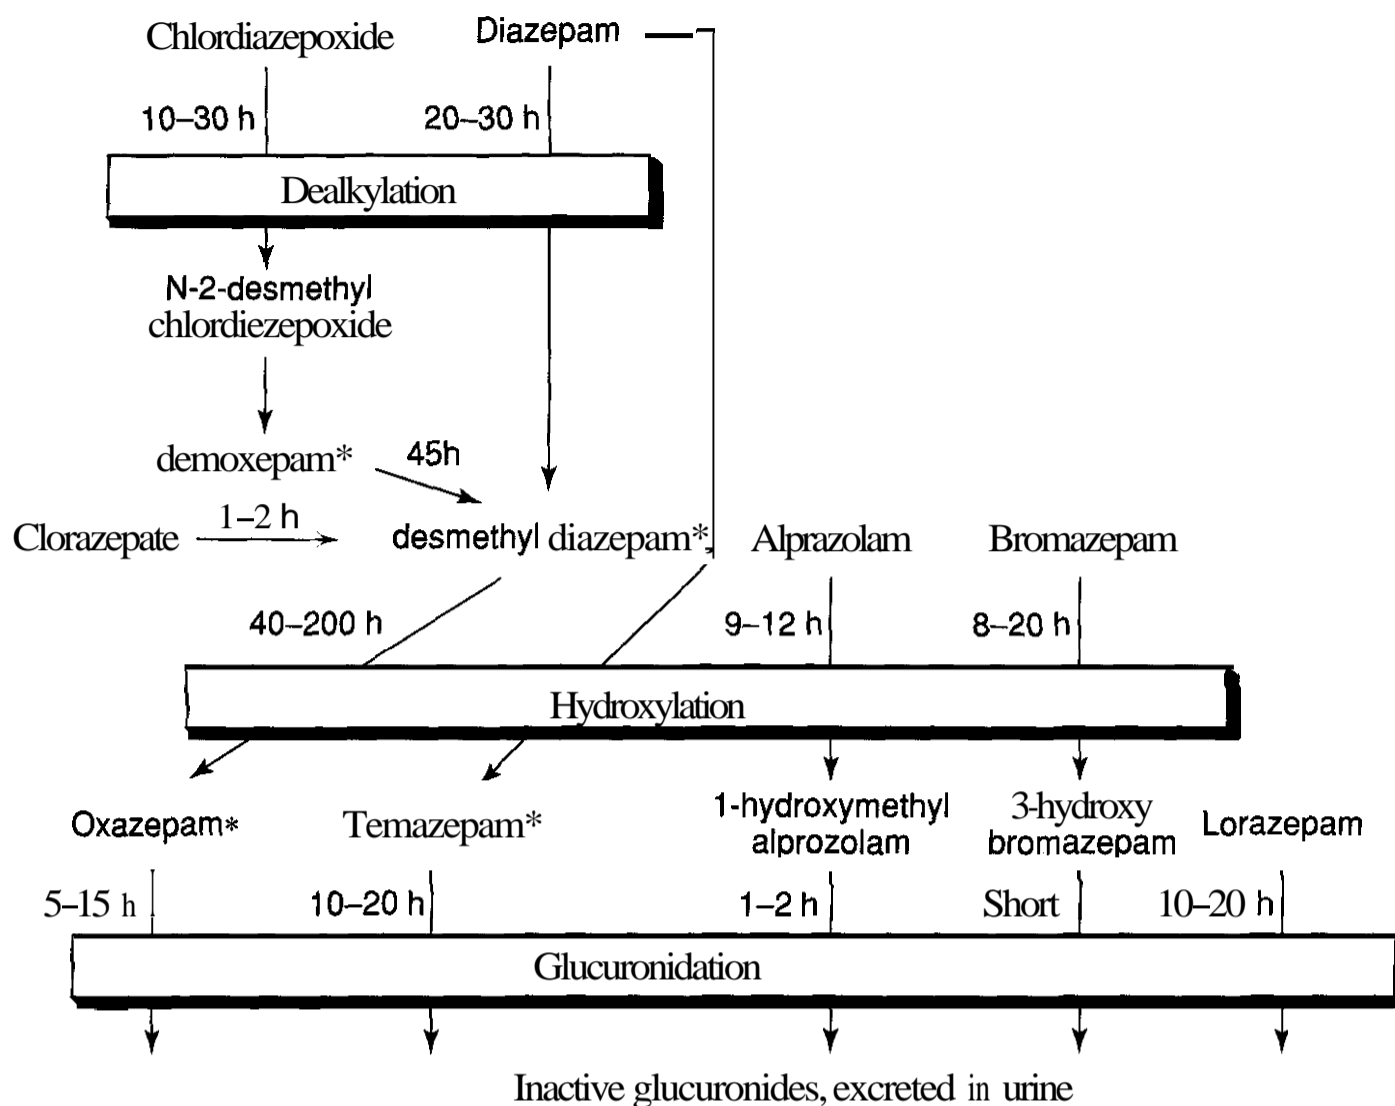 Chlordiazepoxide
Diazepam
10–30 h
20–30 h
Dealkylation
N-2-desmethyl
chlordiezepoxide
demoxepam*
45h
Clorazepate
1–2 h
desmethyl diazepam*,
Alprazolam
Bromazepam
40–200 h
9–12 h
8–20 h
Hydroxylation
Oxazepam*
Temazepam*
1-hydroxymethyl
alprozolam
3-hydroxy
bromazepam
Lorazepam
5–15 h
10–20 h
1–2 h
Short
10–20 h
Glucuronidation
Inactive glucuronides, excreted in urine